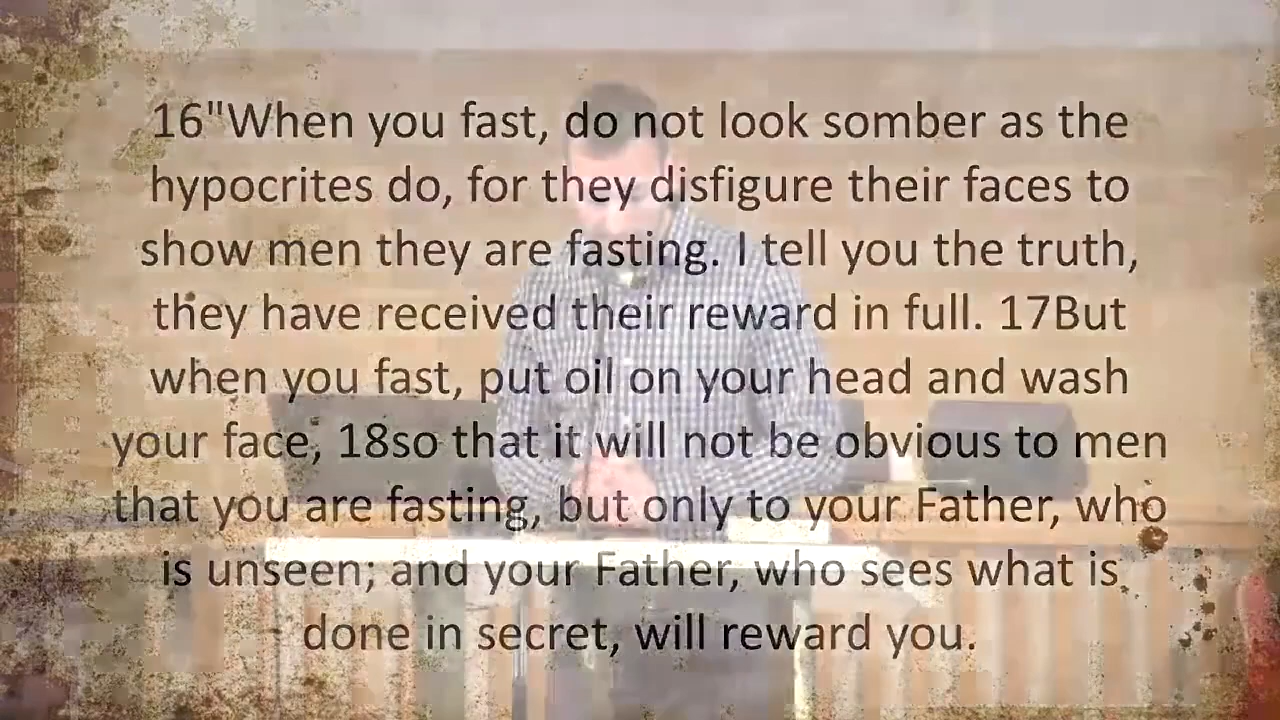 16"When you fast, do not look somber as the
hypocrites do, for they disfigure their faces to
show men they are fasting. I tell you the truth,
they have received their reward in full. 17But
when you fast, put oil on your head and wash
your face, 18so that it will not be obvious to men
that you are fasting, but only to your Father, who
is unseen; and your Father, who sees what is
done in secret, will reward you.